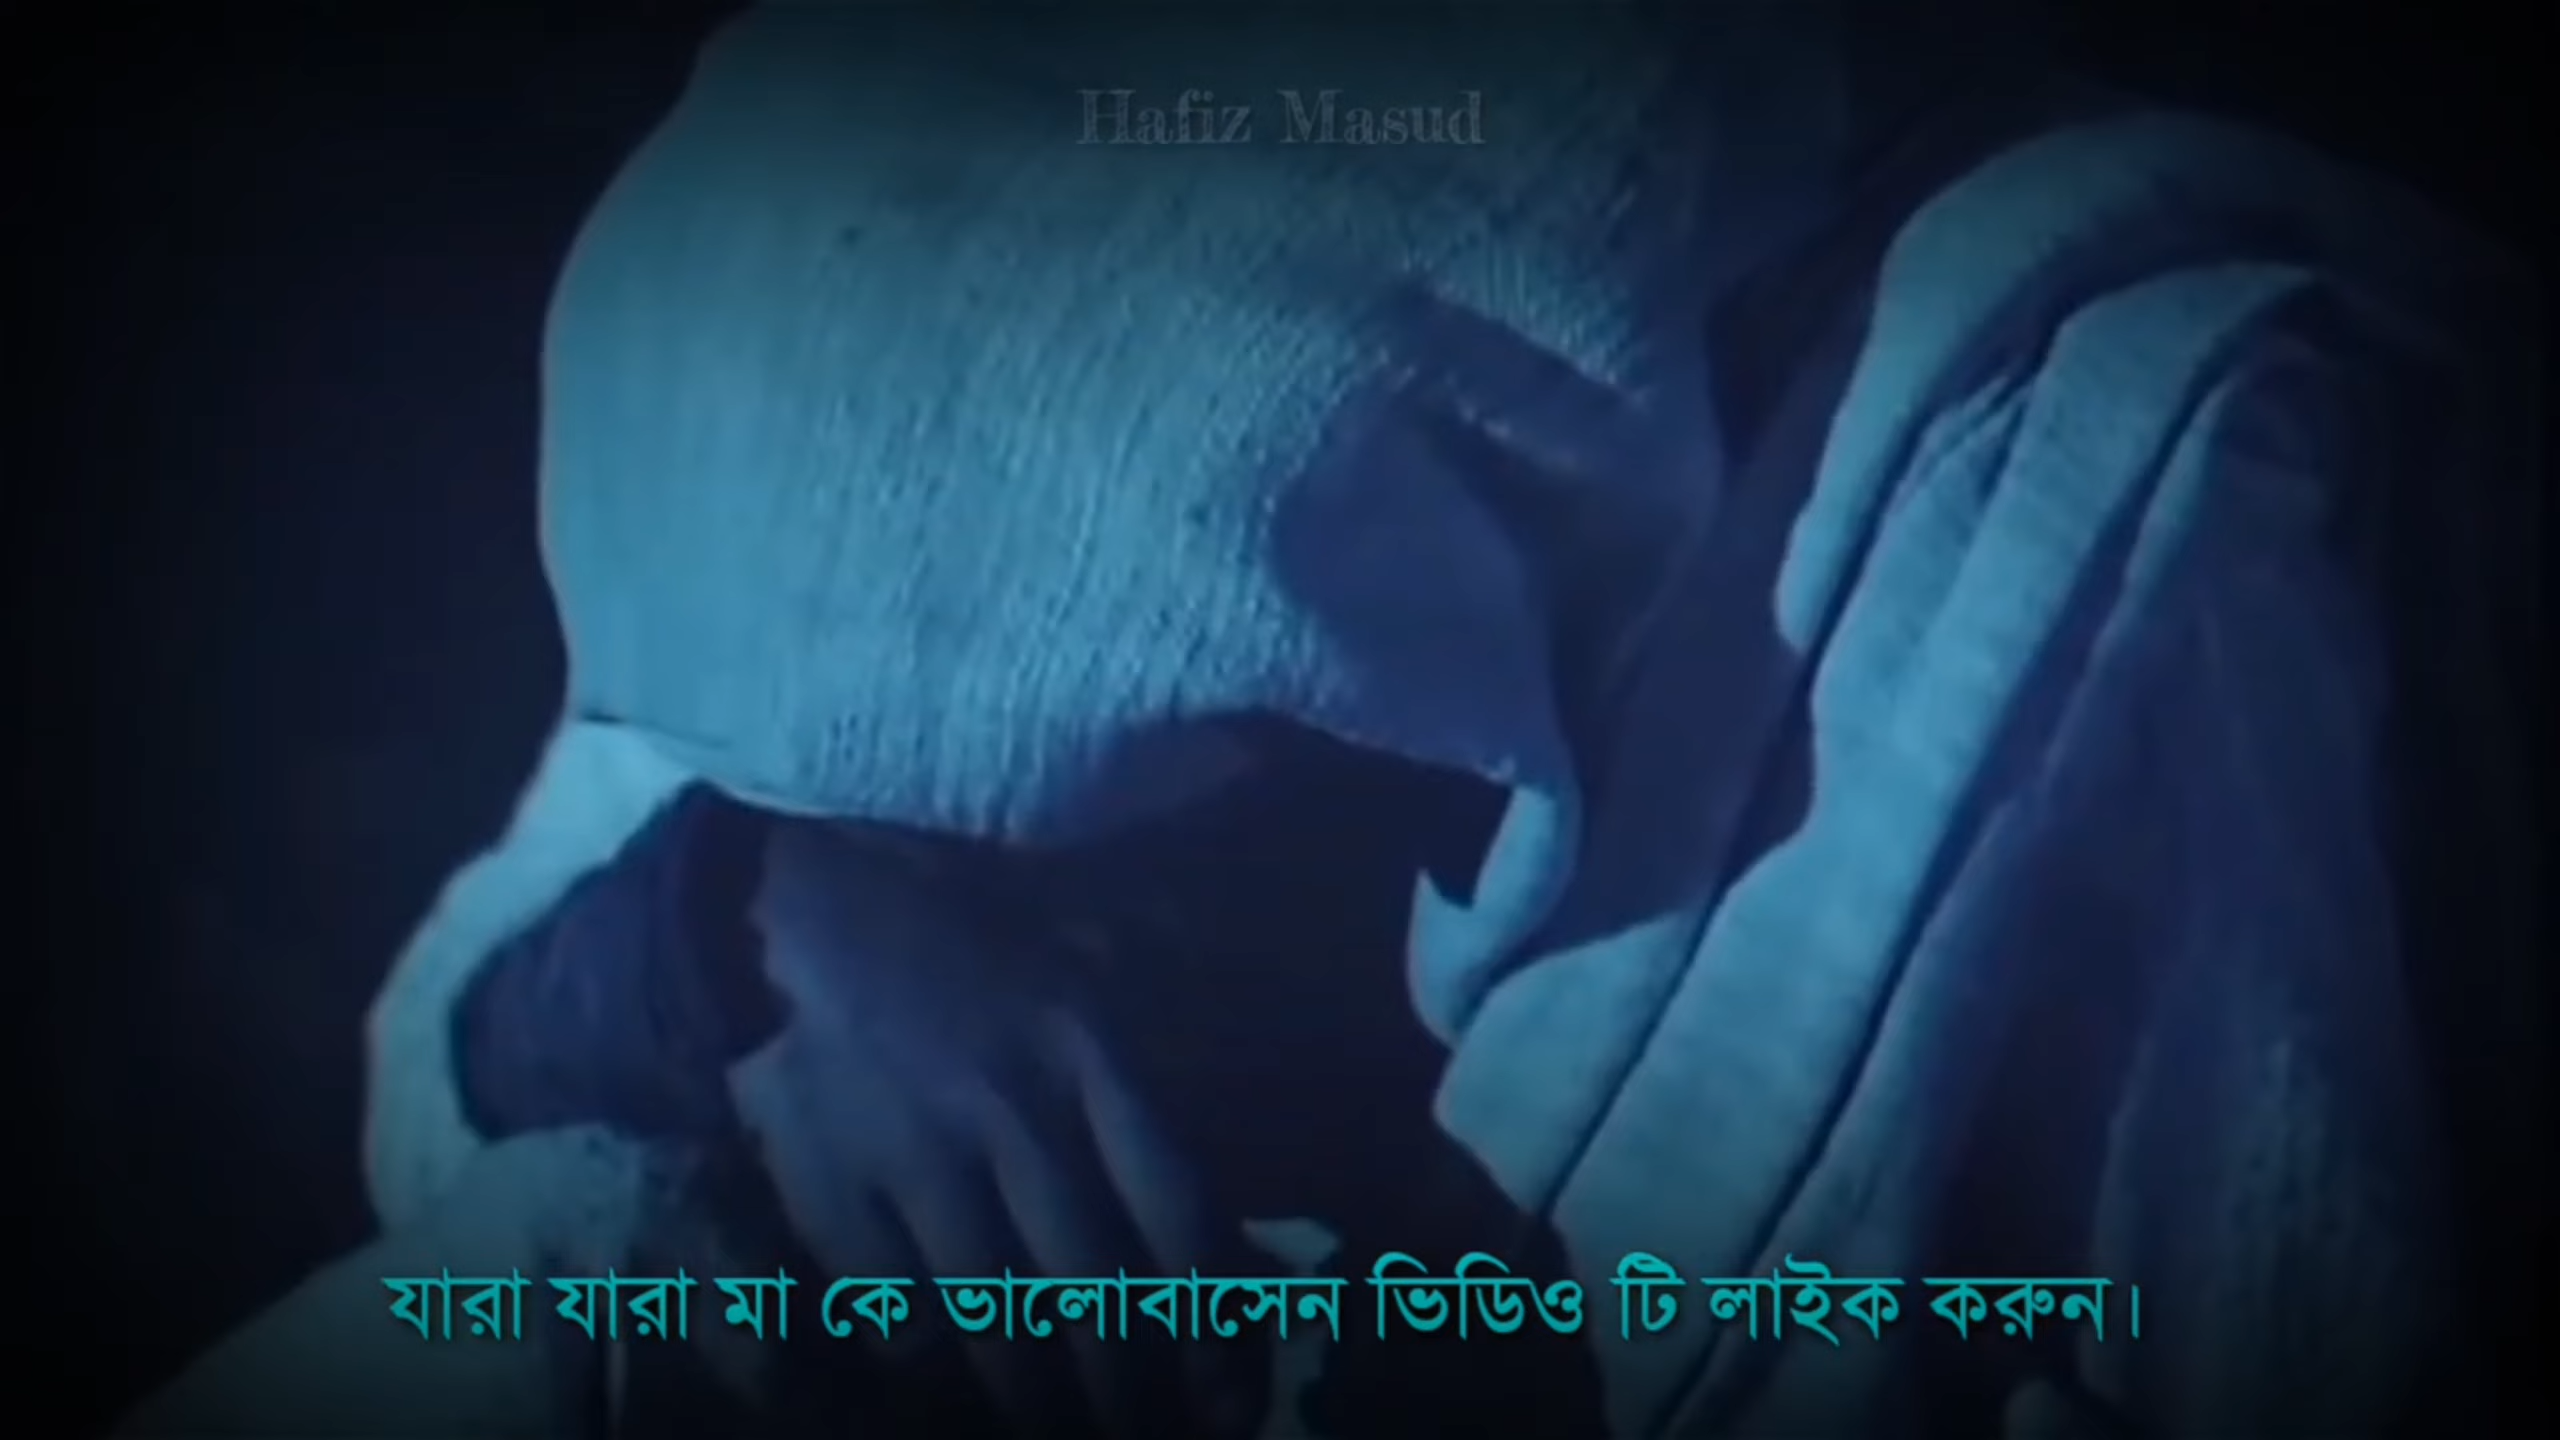 Hafiz Masud
যারা যারা মা কে ভালোবাসেন ভিডিও টি লাইক করুন।